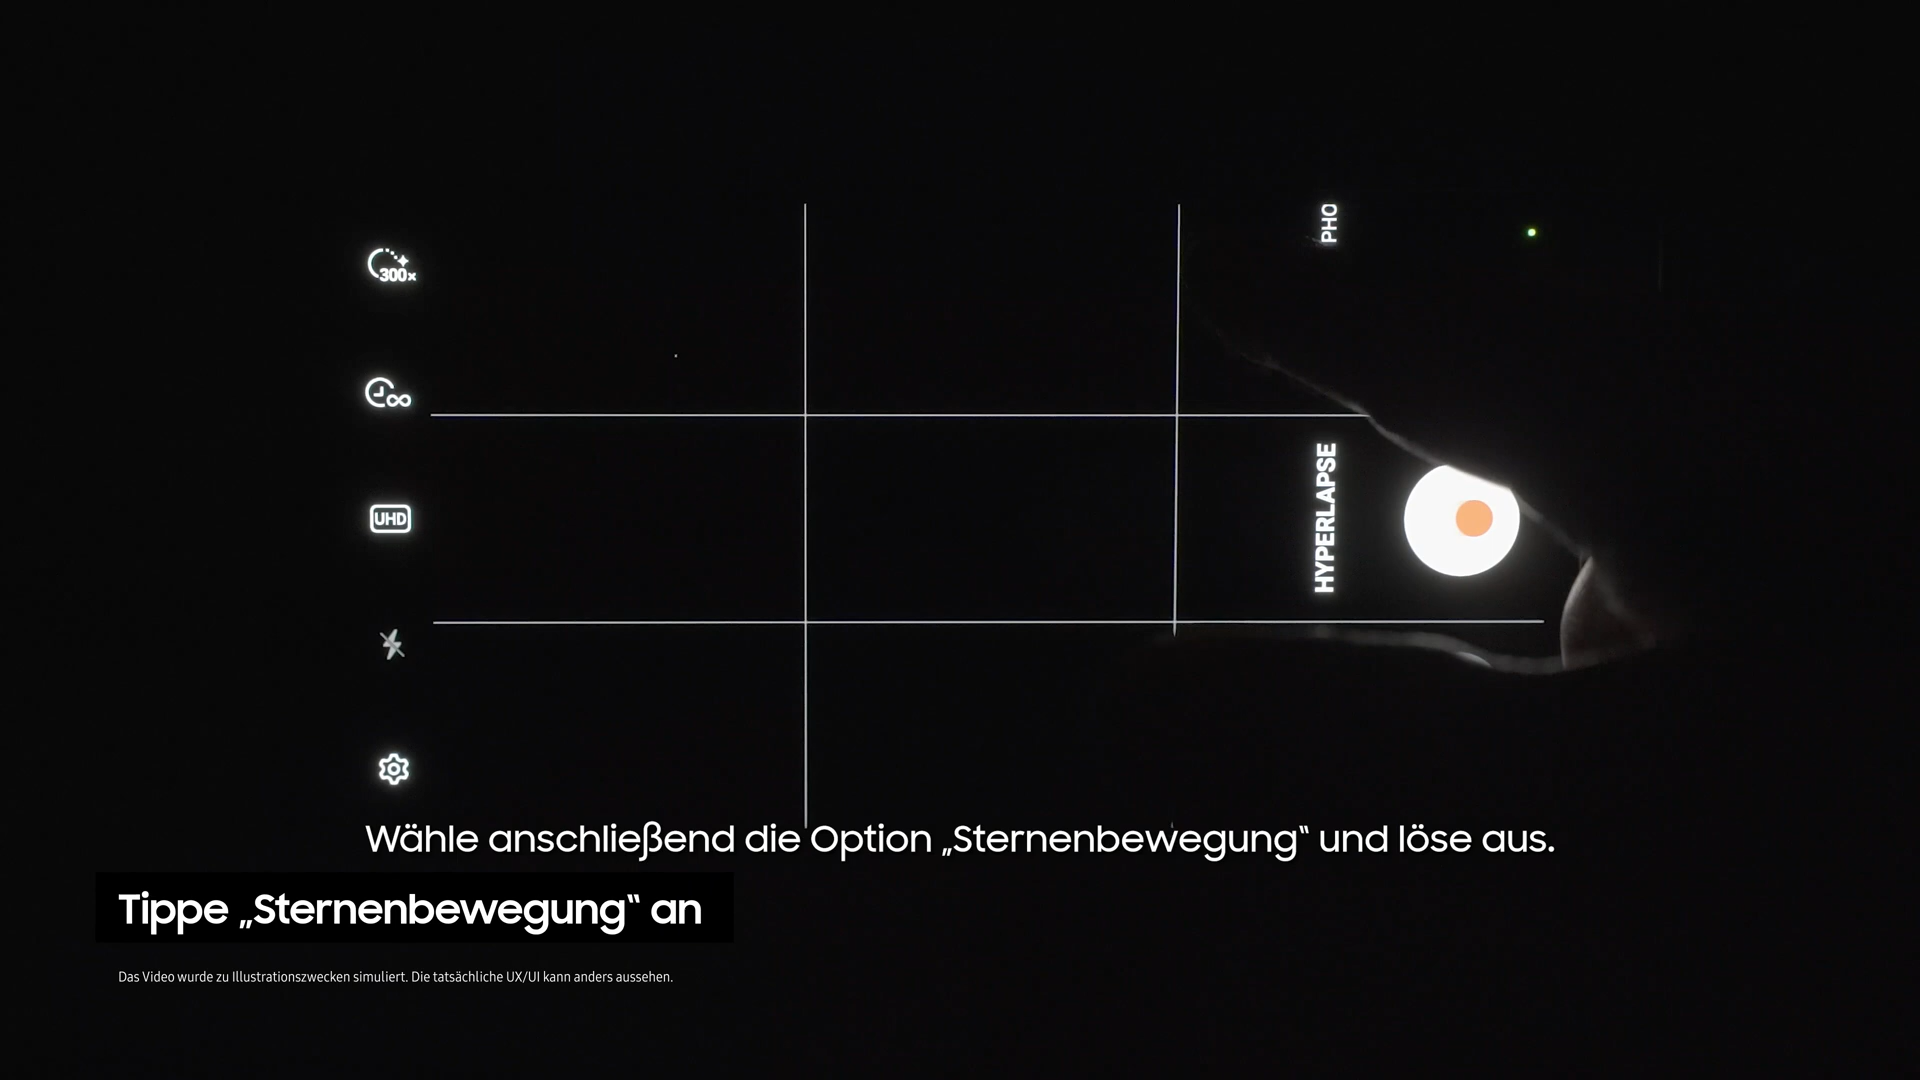 PHO
300x
UHD
HYPERLAPSE
Wähle anschließend die Option „Sternenbewegung“ und löse aus.
Tippe „Sternenbewegung“ an
Das Video wurde zu Illustrationszwecken simuliert. Die tatsächliche UX/UI kann anders aussehen.